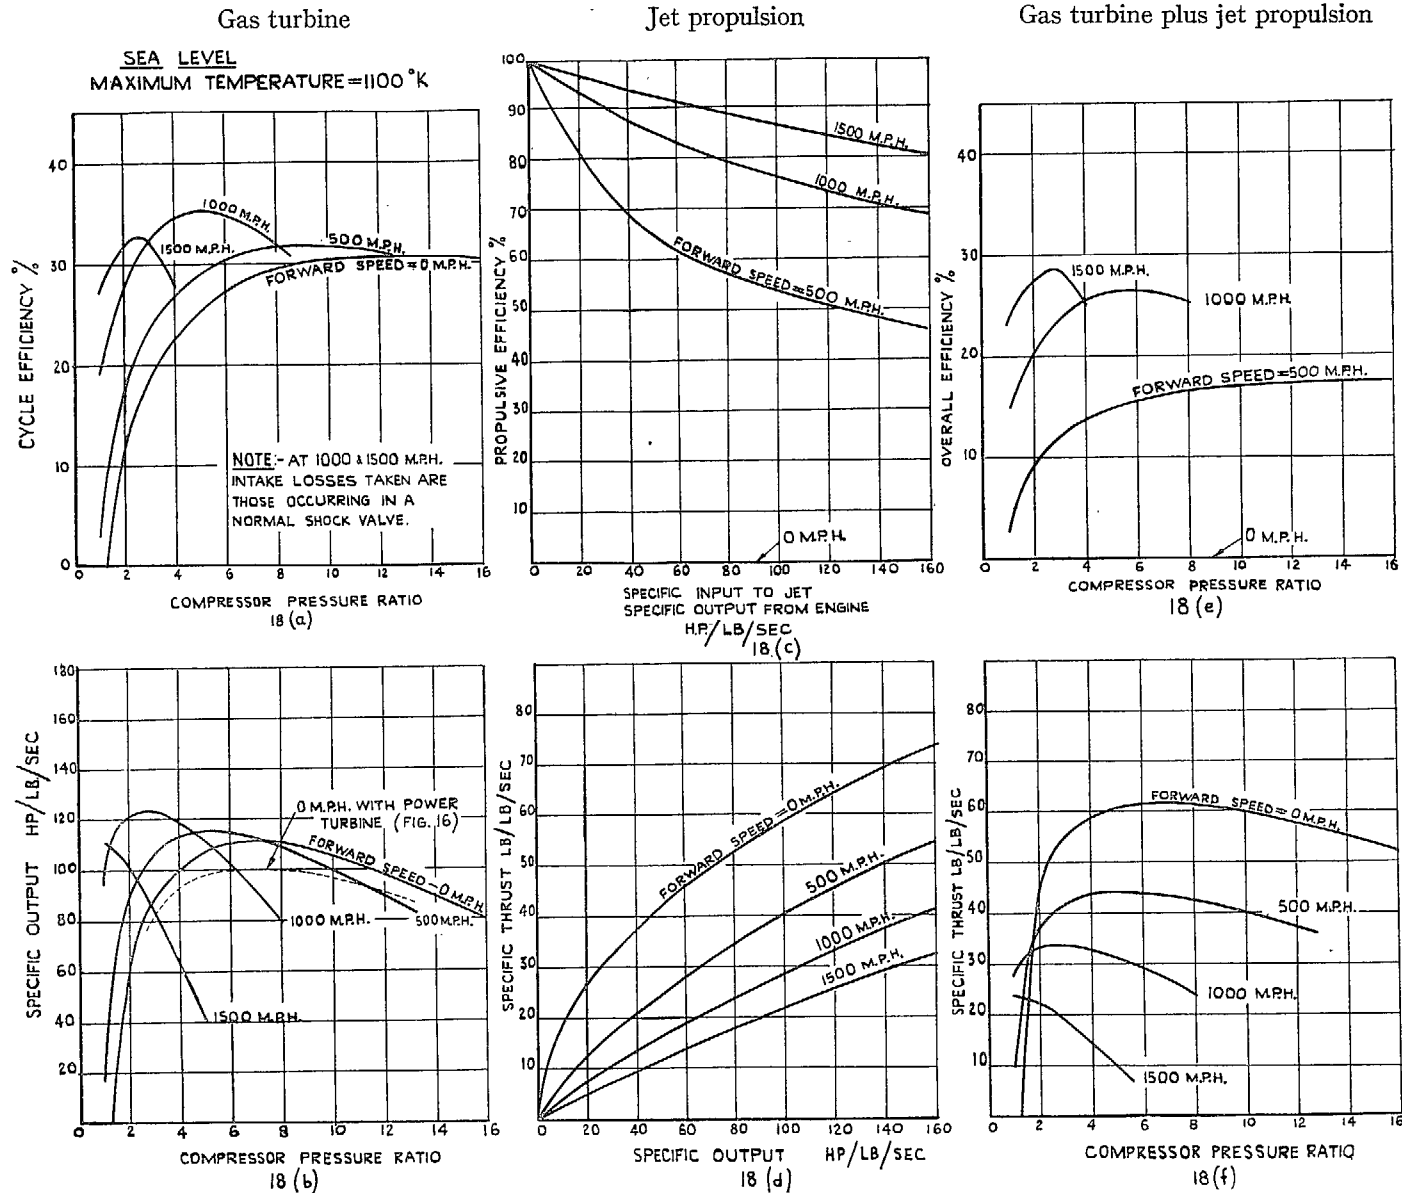 Gas turbine
Jet propulsion
Gas turbine plus jet propulsion
SEA LEVEL
MAXIMUM TEMPERATURE=1100°K
CYCLE EFFICIENCY %
40
30
20
10
0
1000 M.P.H.
1500 M.P.H.
500 M.P.H.
FORWARD SPEED=0 M.P.H.
NOTE:- AT 1000 & 1500 M.P.H.
INTAKE LOSSES TAKEN ARE
THOSE OCCURRING IN A
NORMAL SHOCK VALVE.
0 2 4 6 8 10 12 14 16
COMPRESSOR PRESSURE RATIO
18 (a)
PROPULSIVE EFFICIENCY %
100
90
80
70
60
50
40
30
20
10
1500 M.P.H.
1000 M.P.H.
FORWARD SPEED=500 M.P.H.
0 M.P.H.
0 20 40 60 80 100 120 140 160
SPECIFIC INPUT TO JET
SPECIFIC OUTPUT FROM ENGINE
H.P./LB/SEC
18.(c)
OVERALL EFFICIENCY %
40
30
20
10
1500 M.P.H.
1000 M.P.H.
FORWARD SPEED=500 M.P.H.
0 M.P.H.
0 2 4 6 8 10 12 14 16
COMPRESSOR PRESSURE RATIO
18 (e)
SPECIFIC OUTPUT HP/LB/SEC
180
160
140
120
100
80
60
40
20
0 M.P.H. WITH POWER
TURBINE (FIG. 16)
FORWARD SPEED=0 M.P.H.
1000 M.P.H.
500 M.P.H.
1500 M.P.H.
0 2 4 6 8 10 12 14 16
COMPRESSOR PRESSURE RATIO
18 (b)
SPECIFIC THRUST LB/LB/SEC
80
70
60
50
40
30
20
10
FORWARD SPEED=0 M.P.H.
500 M.P.H.
1000 M.P.H.
1500 M.P.H.
0 20 40 60 80 100 120 140 160
SPECIFIC OUTPUT HP/LB/SEC
18 (d)
SPECIFIC THRUST LB/LB/SEC
80
70
60
50
40
30
20
10
FORWARD SPEED=0 M.P.H.
500 M.P.H.
1000 M.P.H.
1500 M.P.H.
0 2 4 6 8 10 12 14 16
COMPRESSOR PRESSURE RATIO
18 (f)